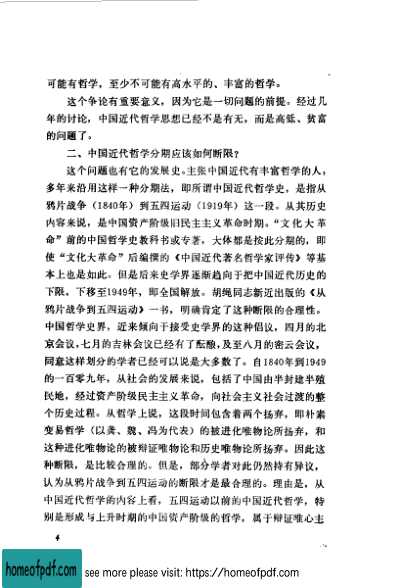 可能有哲学，至少不可能有高水平的、丰富的哲学。
这个争论有重要意义，因为它是一切问题的前提。经过几
年的讨论，中国近代哲学思想已经不是有无，而是高低、贫富
的问题了。
二、中国近代哲学分期应该如何断限？
这个问题也有它的发展史。主张中国近代有丰富哲学的人，
多年来沿用这样一种分期法，即所谓中国近代哲学史，是指从
鸦片战争（1840年）到五四运动（1919年）这一段。从其历史
内容来说，是中国资产阶级旧民主主义革命时期。“文化大革
命”前的中国哲学史教科书或专著，大体都是按此分期的，即
使“文化大革命”后编撰的《中国近代著名哲学家评传》等基
本上也是如此。但是后来史学界逐渐趋向于把中国近代历史的
下限，下移至1949年，即全国解放。胡绳同志新近出版的《从
鸦片战争到五四运动》一书，明确肯定了这种断限的合理性。
中国哲学史界，近来倾向于接受史学界的这种倡议，四月的北
京会议，七月的吉林会议已经有了酝酿，及至八月的密云会议，
同意这样划分的学者已经可以说是大多数了。自1840年到1949
的一百零九年，从社会的发展来说，包括了中国由半封建半殖
民地，经过资产阶级民主主义革命，向社会主义社会过渡的整
个历史过程。从哲学上说，这段时间包含着两个扬弃，即朴素
变易哲学（以龚、魏、冯为代表）的被进化唯物论所扬弃，和
这种进化唯物论的被辩证唯物论和历史唯物论所扬弃。因此这
种断限，是比较合理的。但是，部分学者对此仍然持有异议，
认为从鸦片战争到五四运动的断限才是最合理的。理由是，从
中国近代哲学的内容上看，五四运动以前的中国近代哲学，特
别是形成与上升时期的中国资产阶级的哲学，属于辩证唯心主
4
homeofpdf.com
see more please visit: https://homeofpdf.com